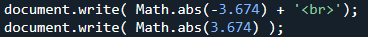 document.write( Math.abs(-3.674) + '<br>');
document.write( Math.abs(3.674) );